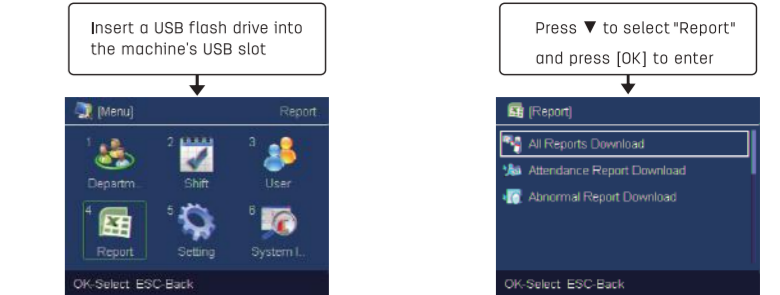 Insert a USB flash drive into
the machine's USB slot
[Menu] Report
1 2 3
Departm.. Shift User
4 5 6
Report Setting System I..
OK-Select ESC-Back
Press ▼ to select "Report"
and press [OK] to enter
[Report]
All Reports Download
Attendance Report Download
Abnormal Report Download
OK-Select ESC-Back